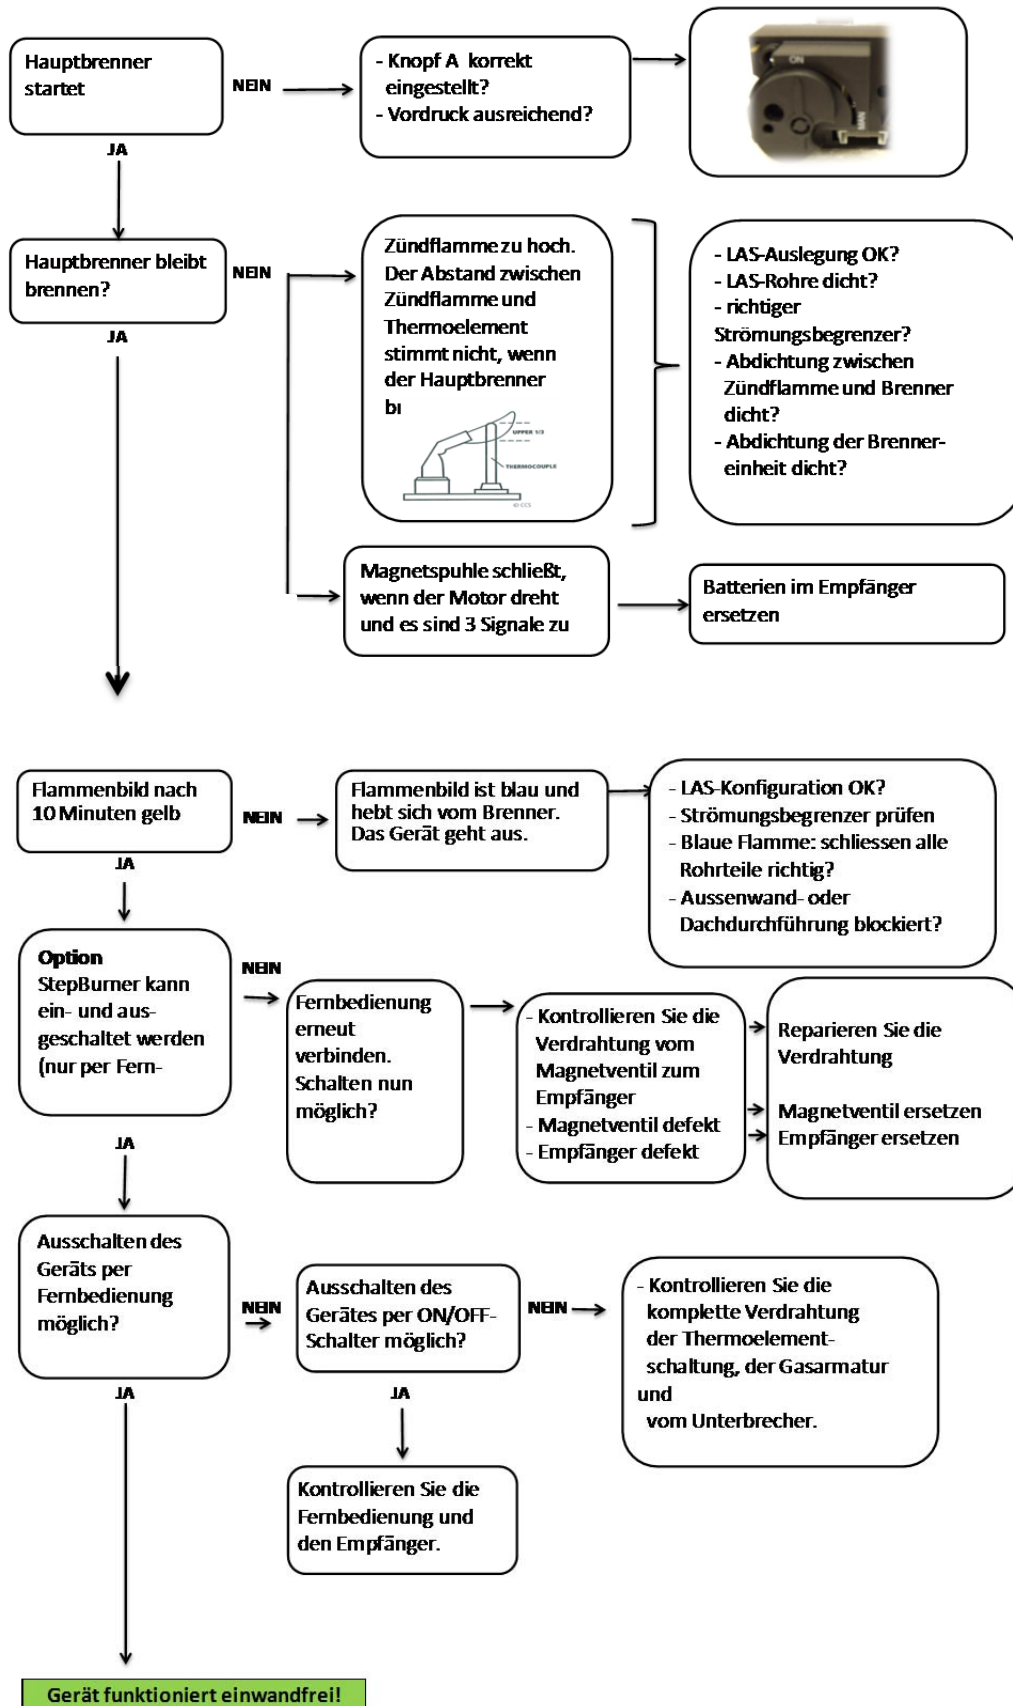 Hauptbrenner
startet
NEIN
- Knopf A korrekt
eingestellt?
- Vordruck ausreichend?
ON
MAN
JA
Hauptbrenner bleibt
brennen?
NEIN
Zündflamme zu hoch.
Der Abstand zwischen
Zündflamme und
Thermoelement
stimmt nicht, wenn
der Hauptbrenner
UPPER 1/3
THERMOCOUPLE
- LAS-Auslegung OK?
- LAS-Rohre dicht?
- richtiger
Strömungsbegrenzer?
- Abdichtung zwischen
Zündflamme und Brenner
dicht?
- Abdichtung der Brenner-
einheit dicht?
JA
Magnetspuhle schließt,
wenn der Motor dreht
und es sind 3 Signale zu
Batterien im Empfänger
ersetzen
Flammenbild nach
10 Minuten gelb
NEIN
Flammenbild ist blau und
hebt sich vom Brenner.
Das Gerät geht aus.
- LAS-Konfiguration OK?
- Strömungsbegrenzer prüfen
- Blaue Flamme: schliessen alle
Rohrteile richtig?
- Aussenwand- oder
Dachdurchführung blockiert?
JA
Option
StepBurner kann
ein- und aus-
geschaltet werden
(nur per Fern-
NEIN
Fernbedienung
erneut
verbinden.
Schalten nun
möglich?
- Kontrollieren Sie die
Verdrahtung vom
Magnetventil zum
Empfänger
- Magnetventil defekt
- Empfänger defekt
Reparieren Sie die
Verdrahtung
Magnetventil ersetzen
Empfänger ersetzen
JA
Ausschalten des
Geräts per
Fernbedienung
möglich?
NEIN
Ausschalten des
Gerätes per ON/OFF-
Schalter möglich?
NEIN
- Kontrollieren Sie die
komplette Verdrahtung
der Thermoelement-
schaltung, der Gasarmatur
und
vom Unterbrecher.
JA
JA
Kontrollieren Sie die
Fernbedienung und
den Empfänger.
Gerät funktioniert einwandfrei!